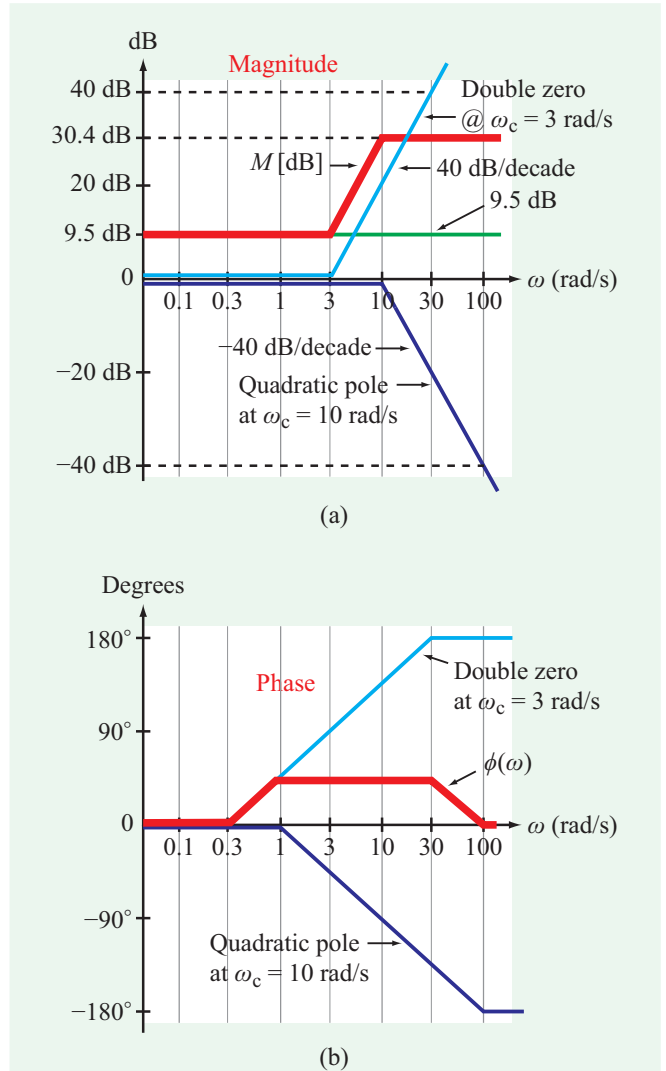 dB
Magnitude
40 dB
Double zero
@ ωc = 3 rad/s
30.4 dB
M [dB]
40 dB/decade
20 dB
9.5 dB
9.5 dB
0
ω (rad/s)
0.1 0.3 1 3 10 30 100
−40 dB/decade
−20 dB
Quadratic pole
at ωc = 10 rad/s
−40 dB
(a)
Degrees
180°
Double zero
at ωc = 3 rad/s
Phase
90°
ϕ(ω)
0
ω (rad/s)
0.1 0.3 1 3 10 30 100
−90°
Quadratic pole
at ωc = 10 rad/s
−180°
(b)